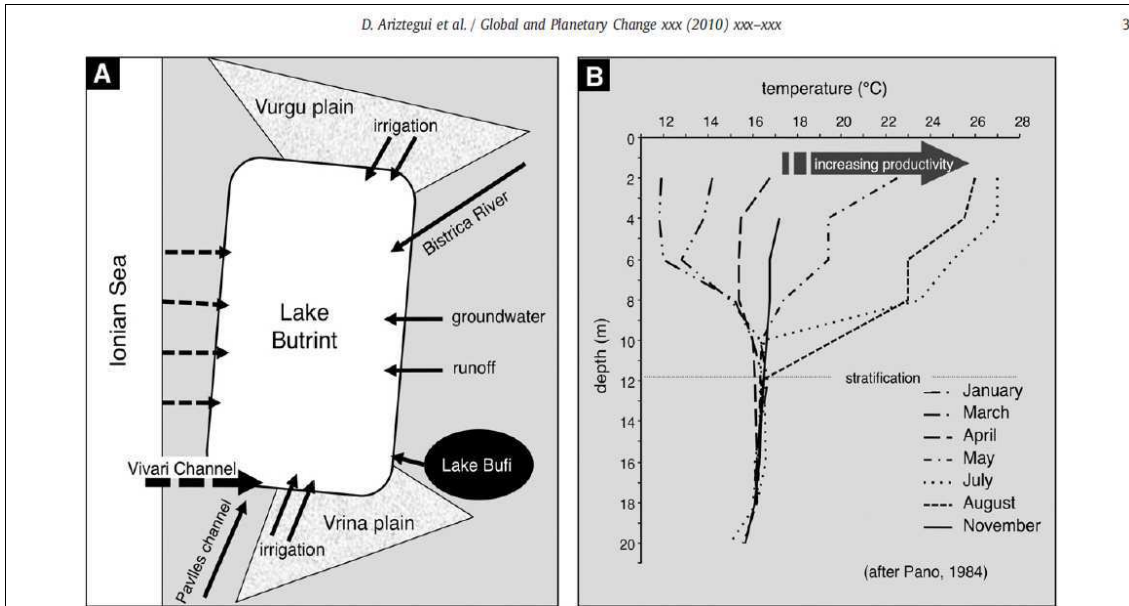 D. Ariztegui et al. / Global and Planetary Change xxx (2010) xxx–xxx
3
A
Vurgu plain
irrigation
Bistrica River
Ionian Sea
Lake
Butrint
groundwater
runoff
Lake Bufi
Vivari Channel
Pavlles channel
irrigation
Vrina plain
B
temperature (°C)
12 14 16 18 20 22 24 26 28
0
increasing productivity
2
4
6
8
10
depth (m)
stratification
12
14
16
18
20
January
March
April
May
July
August
November
(after Pano, 1984)